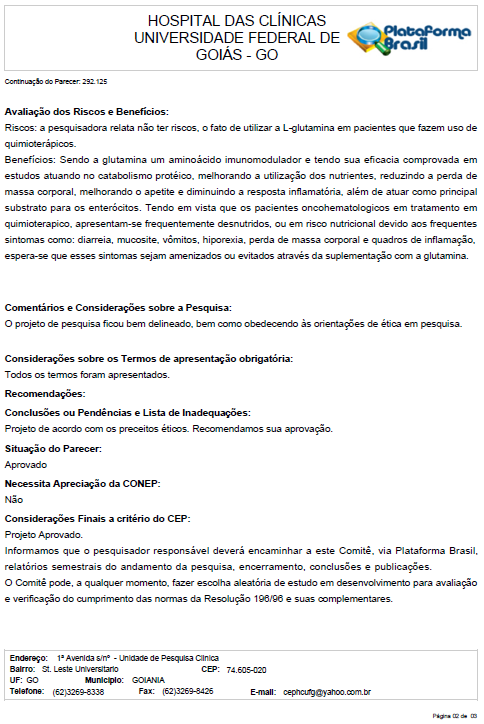 HOSPITAL DAS CLÍNICAS
UNIVERSIDADE FEDERAL DE
GOIÁS - GO
Plataforma
Brasil
Continuação do Parecer: 292.125
Avaliação dos Riscos e Benefícios:
Riscos: a pesquisadora relata não ter riscos, o fato de utilizar a L-glutamina em pacientes que fazem uso de
quimioterápicos.
Benefícios: Sendo a glutamina um aminoácido imunomodulador e tendo sua eficacia comprovada em
estudos atuando no catabolismo protéico, melhorando a utilização dos nutrientes, reduzindo a perda de
massa corporal, melhorando o apetite e diminuindo a resposta inflamatória, além de atuar como principal
substrato para os enterócitos. Tendo em vista que os pacientes oncohematologicos em tratamento em
quimioterapico, apresentam-se frequentemente desnutridos, ou em risco nutricional devido aos frequentes
sintomas como: diarreia, mucosite, vômitos, hiporexia, perda de massa corporal e quadros de inflamação,
espera-se que esses sintomas sejam amenizados ou evitados através da suplementação com a glutamina.
Comentários e Considerações sobre a Pesquisa:
O projeto de pesquisa ficou bem delineado, bem como obedecendo às orientações de ética em pesquisa.
Considerações sobre os Termos de apresentação obrigatória:
Todos os termos foram apresentados.
Recomendações:
Conclusões ou Pendências e Lista de Inadequações:
Projeto de acordo com os preceitos éticos. Recomendamos sua aprovação.
Situação do Parecer:
Aprovado
Necessita Apreciação da CONEP:
Não
Considerações Finais a critério do CEP:
Projeto Aprovado.
Informamos que o pesquisador responsável deverá encaminhar a este Comitê, via Plataforma Brasil,
relatórios semestrais do andamento da pesquisa, encerramento, conclusões e publicações.
O Comitê pode, a qualquer momento, fazer escolha aleatória de estudo em desenvolvimento para avaliação
e verificação do cumprimento das normas da Resolução 196/96 e suas complementares.
Endereço: 1ª Avenida s/nº - Unidade de Pesquisa Clínica
Bairro: St. Leste Universitario CEP: 74.605-020
UF: GO Município: GOIANIA
Telefone: (62)3269-8338 Fax: (62)3269-8426 E-mail: cephcufg@yahoo.com.br
Página 02 de 03